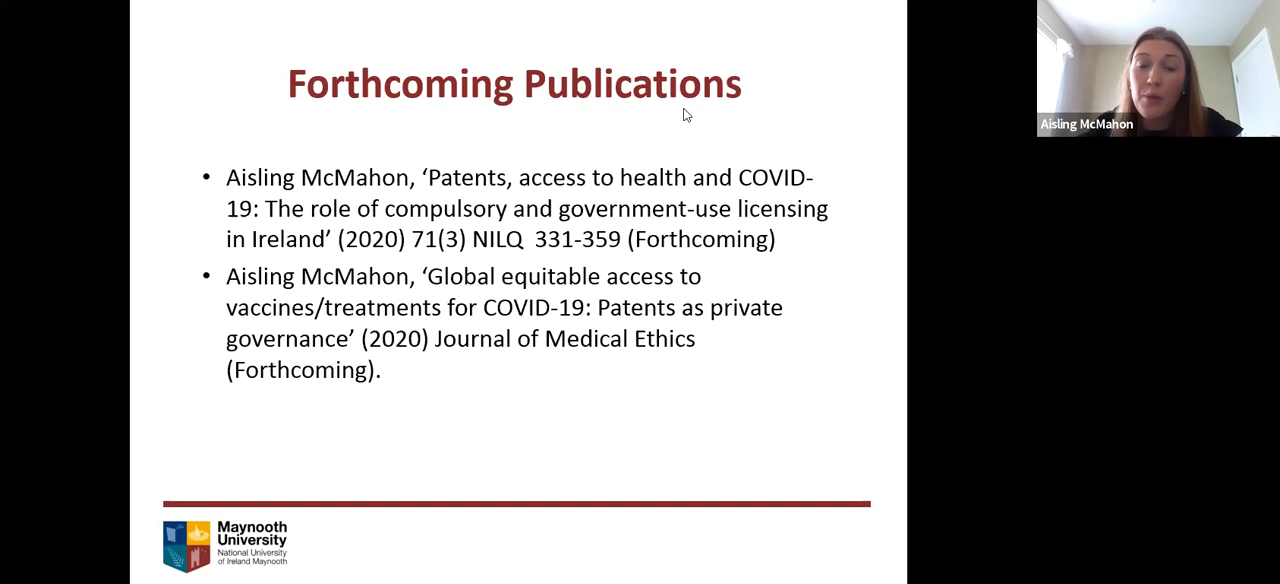 Forthcoming Publications
• Aisling McMahon, ‘Patents, access to health and COVID-
19: The role of compulsory and government-use licensing
in Ireland’ (2020) 71(3) NILQ 331-359 (Forthcoming)
• Aisling McMahon, ‘Global equitable access to
vaccines/treatments for COVID-19: Patents as private
governance’ (2020) Journal of Medical Ethics
(Forthcoming).
Maynooth
University
National University
of Ireland Maynooth
Aisling McMahon